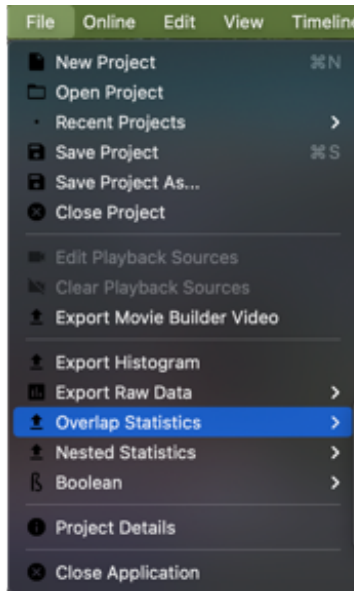 File Online Edit View Timelin
New Project ⌘N
Open Project
Recent Projects
Save Project ⌘S
Save Project As...
Close Project
Edit Playback Sources
Clear Playback Sources
Export Movie Builder Video
Export Histogram
Export Raw Data
Overlap Statistics
Nested Statistics
Boolean
Project Details
Close Application